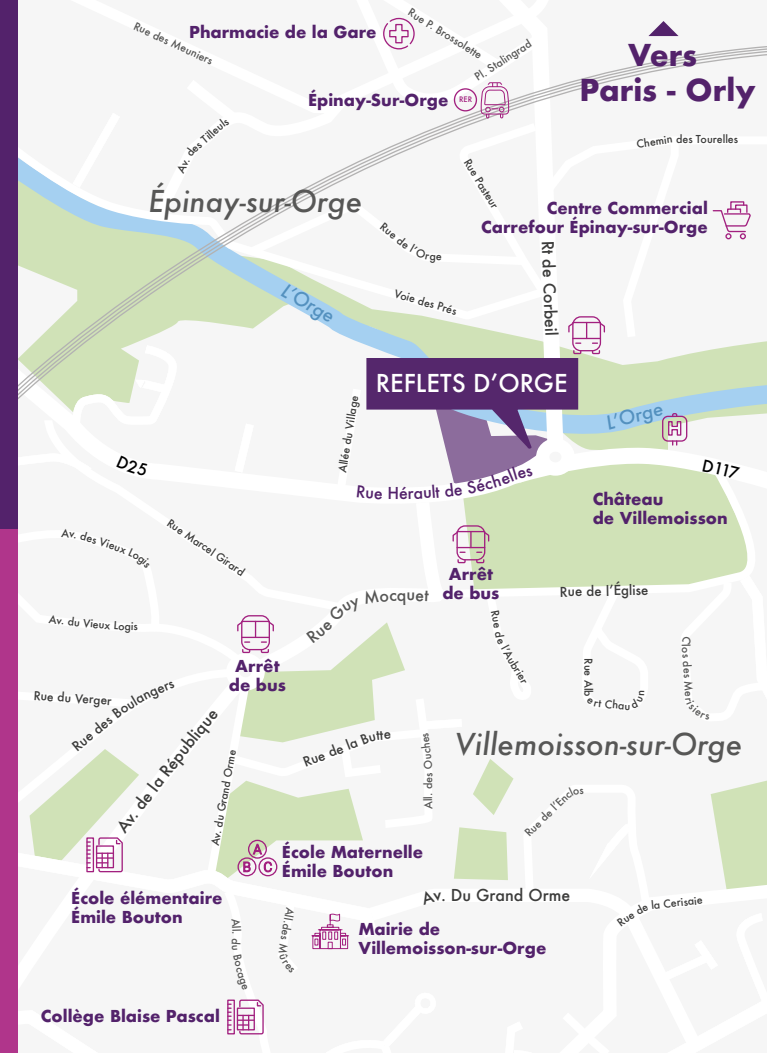 Rue P. Brossolette
Rue des Meuniers
Pharmacie de la Gare
Vers
Paris - Orly
Pl. Stalingrad
Épinay-Sur-Orge
RER
Av. des Tilleuls
Chemin des Tourelles
Rue Pasteur
Épinay-sur-Orge
Centre Commercial
Carrefour Épinay-sur-Orge
Rue de l'Orge
Rt de Corbeil
L'Orge
Voie des Prés
REFLETS D'ORGE
Allée du Village
L'Orge
H
D25
D117
Rue Hérault de Séchelles
Château
de Villemoisson
Av. des Vieux Logis
Rue Marcel Girard
Arrêt
de bus
Rue de l'Église
Rue Guy Mocquet
Av. du Vieux Logis
Rue de l'Aubrier
Rue Albert Chaudun
Clos des Merisiers
Arrêt
de bus
Rue du Verger
Rue des Boulangers
Av. de la République
Rue de la Butte
All. des Ouches
Villemoisson-sur-Orge
Av. du Grand Orme
Rue de l'Enclos
A
B C
École Maternelle
Émile Bouton
École élémentaire
Émile Bouton
Av. Du Grand Orme
Rue de la Cerisaie
All. du Bocage
All. des Mûres
Mairie de
Villemoisson-sur-Orge
Collège Blaise Pascal